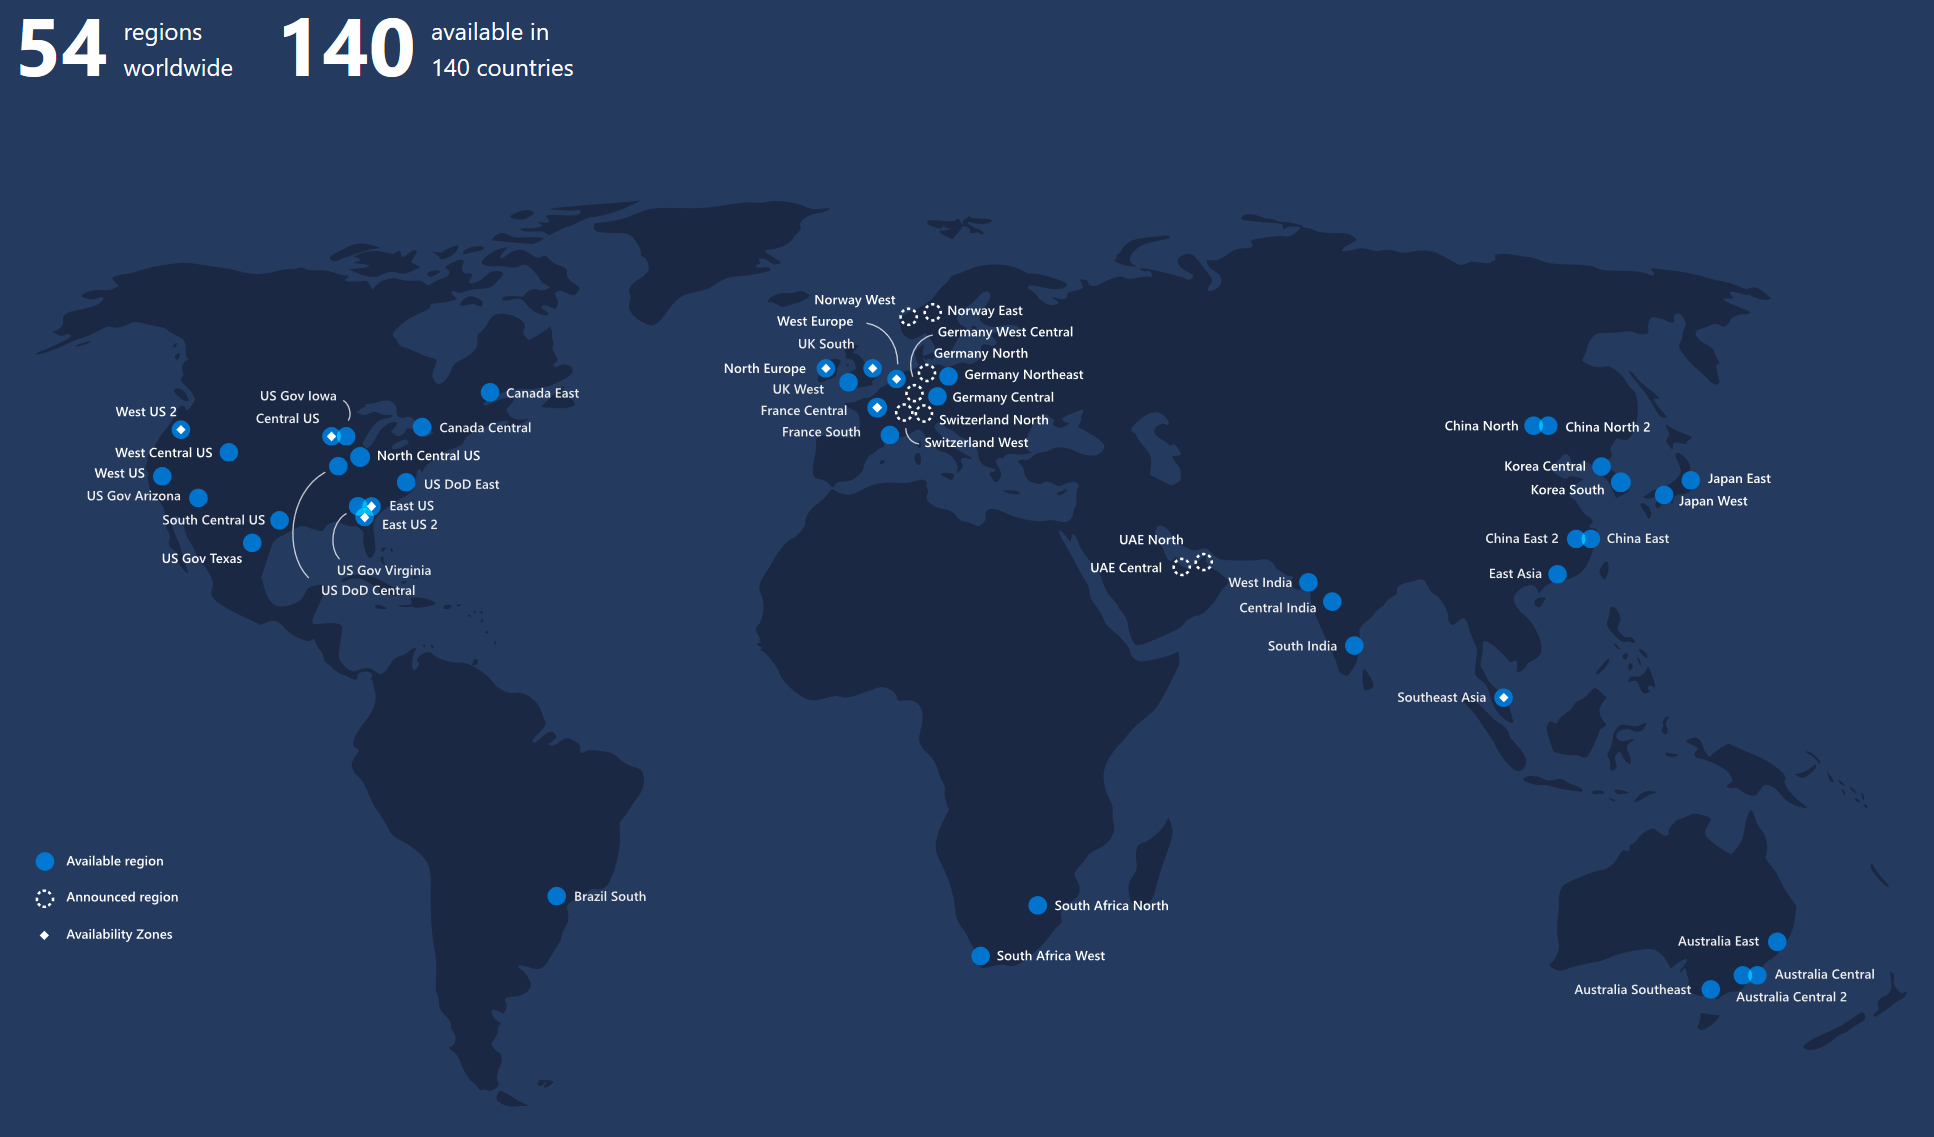 54 regions worldwide
140 available in 140 countries
Norway West
Norway East
West Europe
Germany West Central
UK South
Germany North
North Europe
Germany Northeast
UK West
Germany Central
France Central
Switzerland North
France South
Switzerland West
US Gov Iowa
Canada East
West US 2
Central US
Canada Central
West Central US
North Central US
West US
US DoD East
US Gov Arizona
East US
South Central US
East US 2
US Gov Texas
US Gov Virginia
US DoD Central
China North
China North 2
Korea Central
Japan East
Korea South
Japan West
China East 2
China East
UAE North
UAE Central
East Asia
West India
Central India
South India
Southeast Asia
Available region
Announced region
Availability Zones
Brazil South
South Africa North
South Africa West
Australia East
Australia Central
Australia Southeast
Australia Central 2